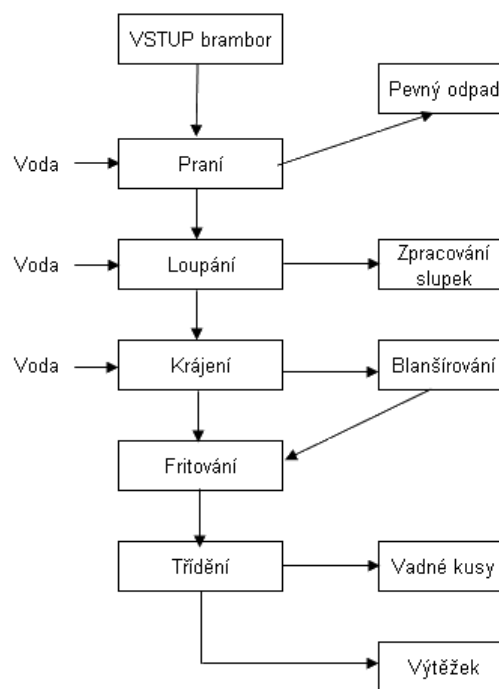 VSTUP brambor
Pevný odpad
Voda
Praní
Voda
Loupání
Zpracování
slupek
Voda
Krájení
Blanšírování
Fritování
Třídění
Vadné kusy
Výtěžek